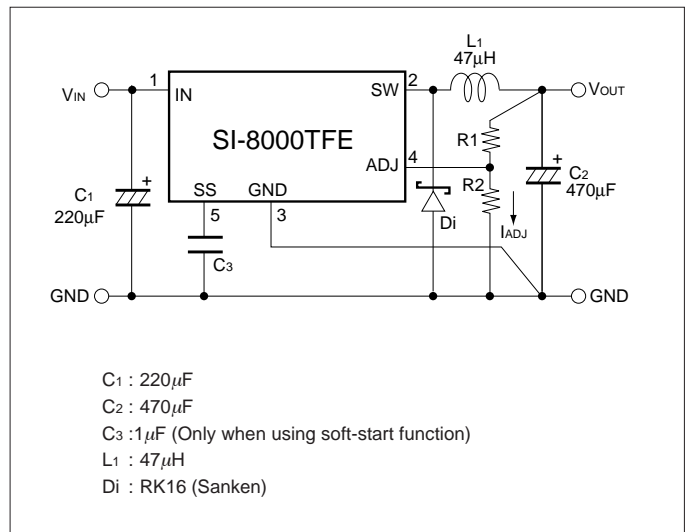 L1
47μH
VIN
1
IN
SW
2
VOUT
SI-8000TFE
R1
ADJ
4
C1
220μF
+
SS
GND
5
3
R2
C2
470μF
+
Di
IADJ
C3
GND
GND
C1 : 220μF
C2 : 470μF
C3 :1μF (Only when using soft-start function)
L1 : 47μH
Di : RK16 (Sanken)